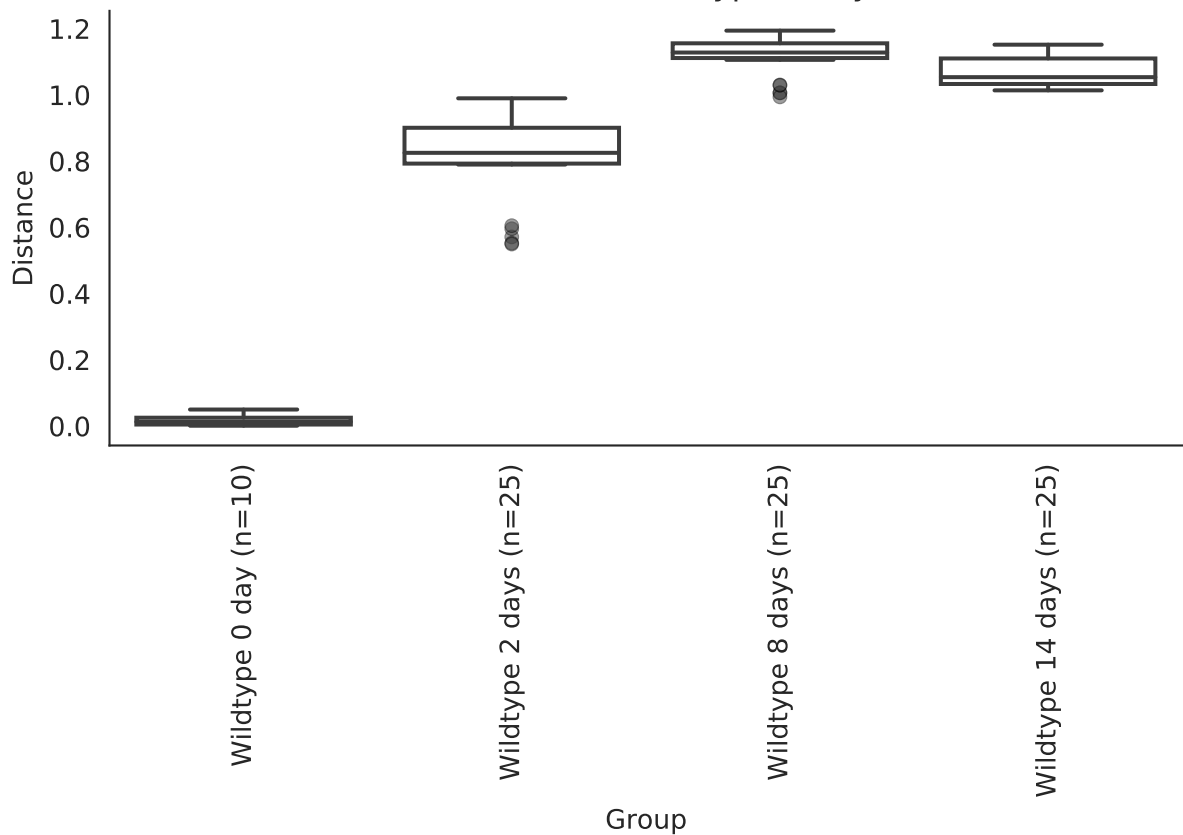 1.2
1.0
0.8
0.6
0.4
0.2
0.0
Distance
Wildtype 0 day (n=10)
Wildtype 2 days (n=25)
Wildtype 8 days (n=25)
Wildtype 14 days (n=25)
Group